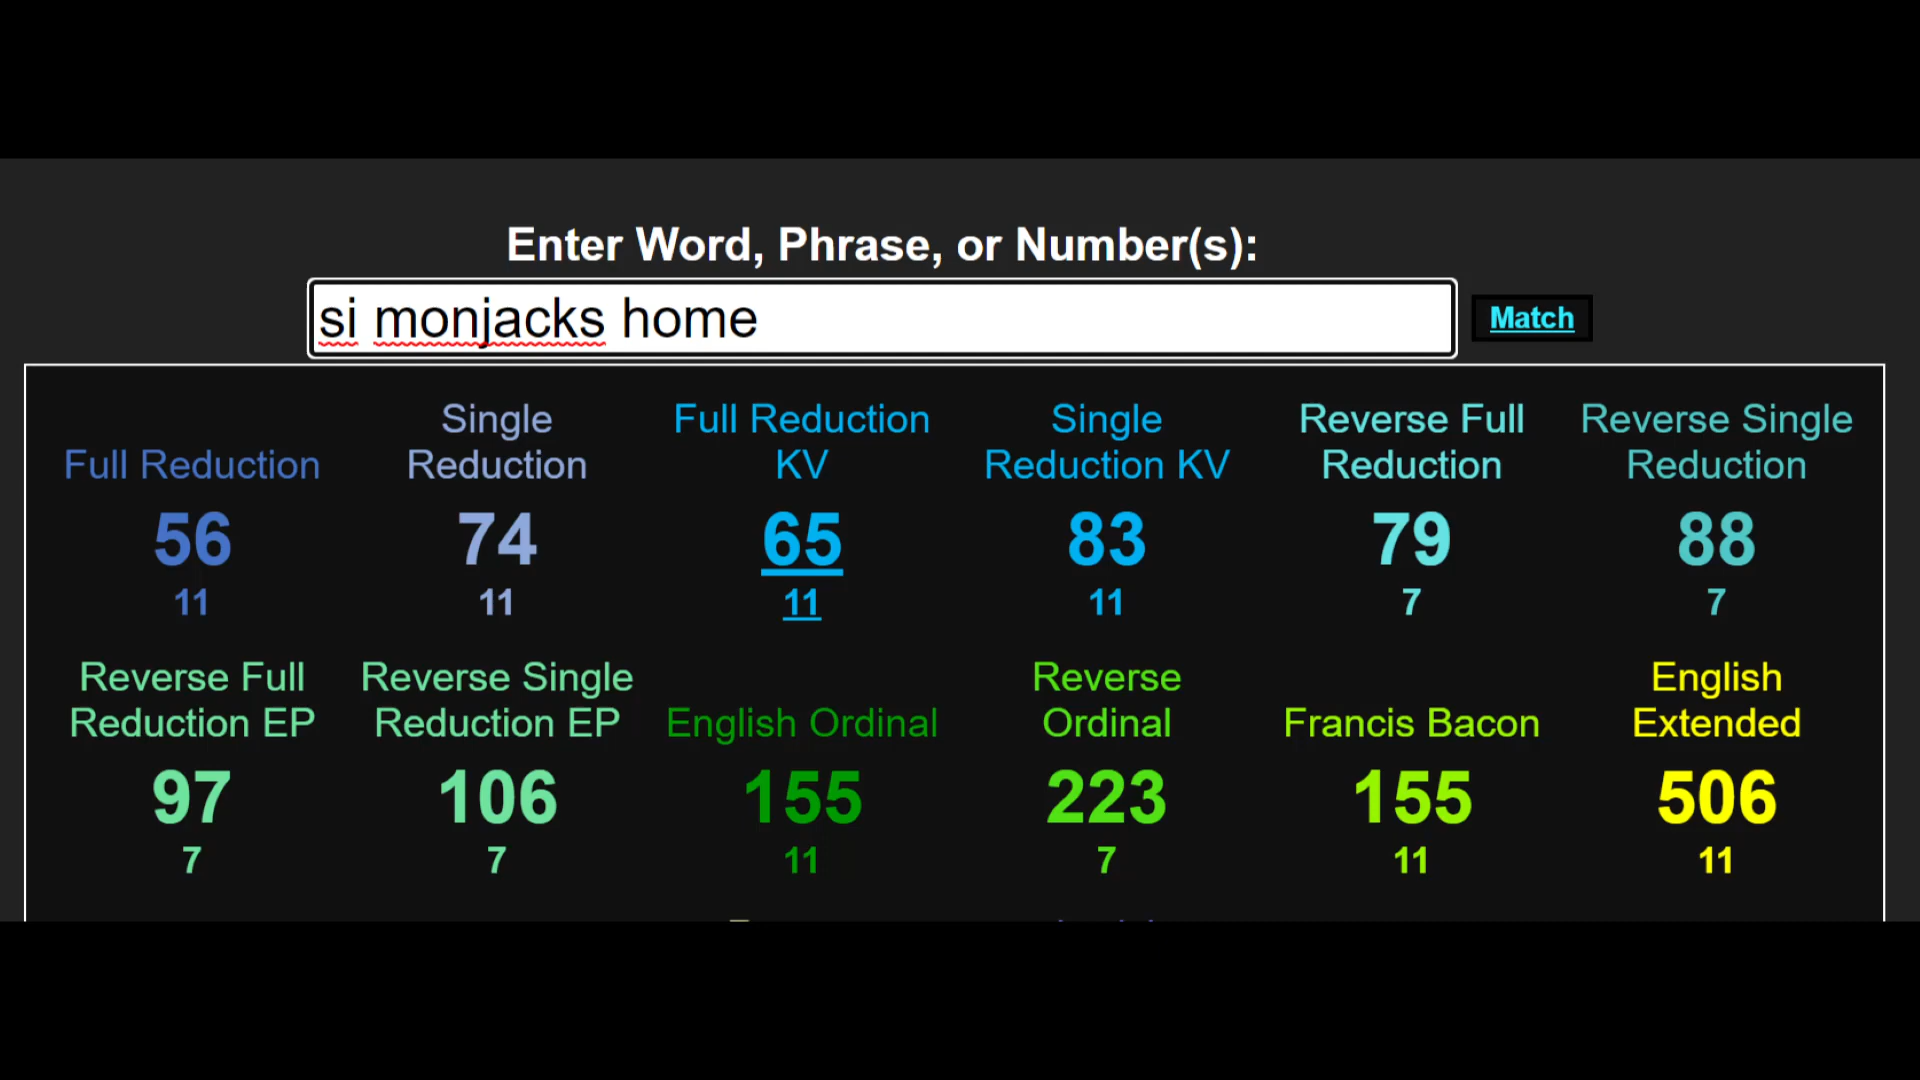 Enter Word, Phrase, or Number(s):
si monjacks home
Match
Full Reduction
56
11
Single
Reduction
74
11
Full Reduction
KV
65
11
Single
Reduction KV
83
11
Reverse Full
Reduction
79
7
Reverse Single
Reduction
88
7
Reverse Full
Reduction EP
97
7
Reverse Single
Reduction EP
106
7
English Ordinal
155
11
Reverse
Ordinal
223
7
Francis Bacon
155
11
English
Extended
506
11